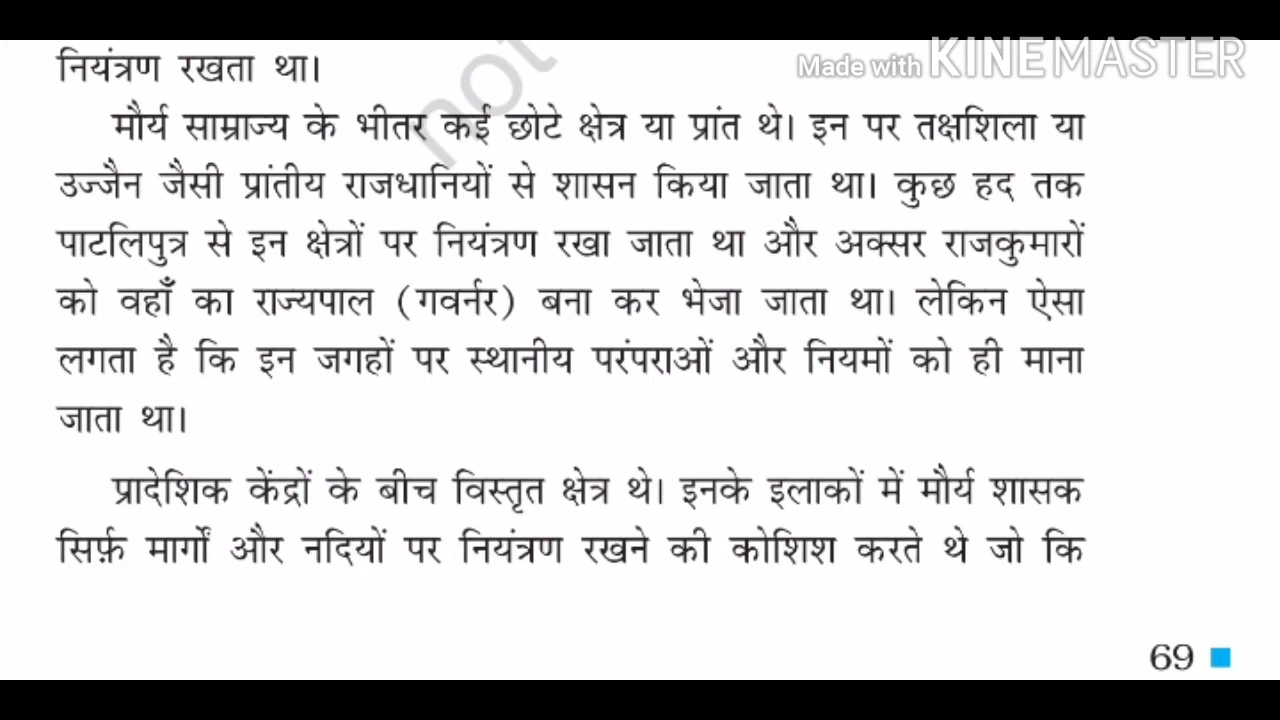 Made with KINEMASTER
not
नियंत्रण रखता था।
मौर्य साम्राज्य के भीतर कई छोटे क्षेत्र या प्रांत थे। इन पर तक्षशिला या
उज्जैन जैसी प्रांतीय राजधानियों से शासन किया जाता था। कुछ हद तक
पाटलिपुत्र से इन क्षेत्रों पर नियंत्रण रखा जाता था और अक्सर राजकुमारों
को वहाँ का राज्यपाल (गवर्नर) बना कर भेजा जाता था। लेकिन ऐसा
लगता है कि इन जगहों पर स्थानीय परंपराओं और नियमों को ही माना
जाता था।
प्रादेशिक केंद्रों के बीच विस्तृत क्षेत्र थे। इनके इलाकों में मौर्य शासक
सिर्फ़ मार्गों और नदियों पर नियंत्रण रखने की कोशिश करते थे जो कि
69